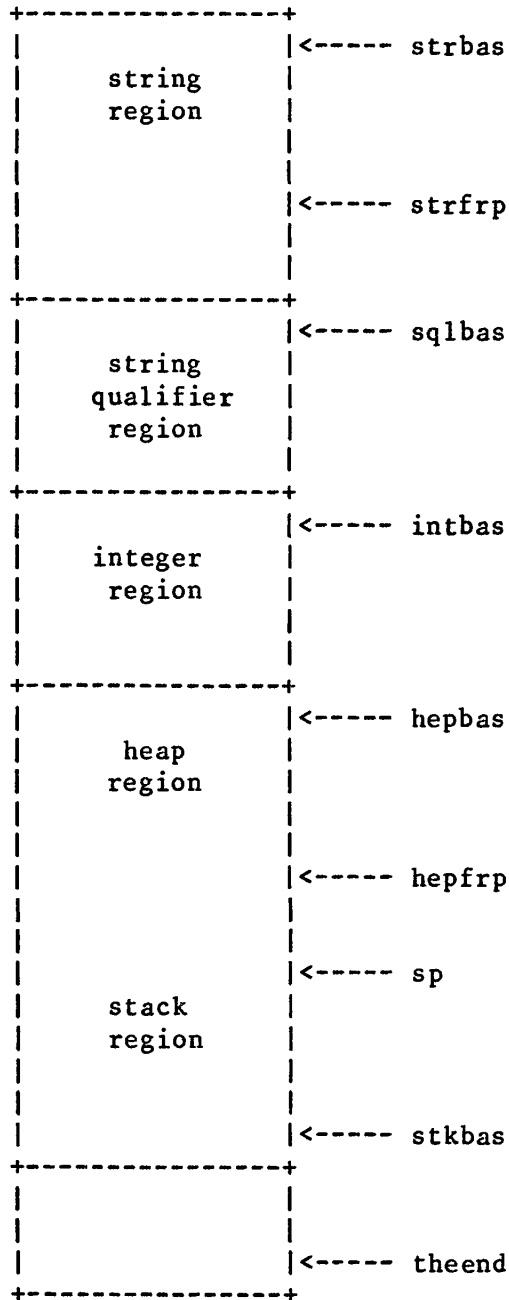 <----- strbas
string
region
<----- strfrp
<----- sqlbas
string
qualifier
region
<----- intbas
integer
region
<----- hepbas
heap
region
<----- hepfrp
<----- sp
stack
region
<----- stkbas
<----- theend